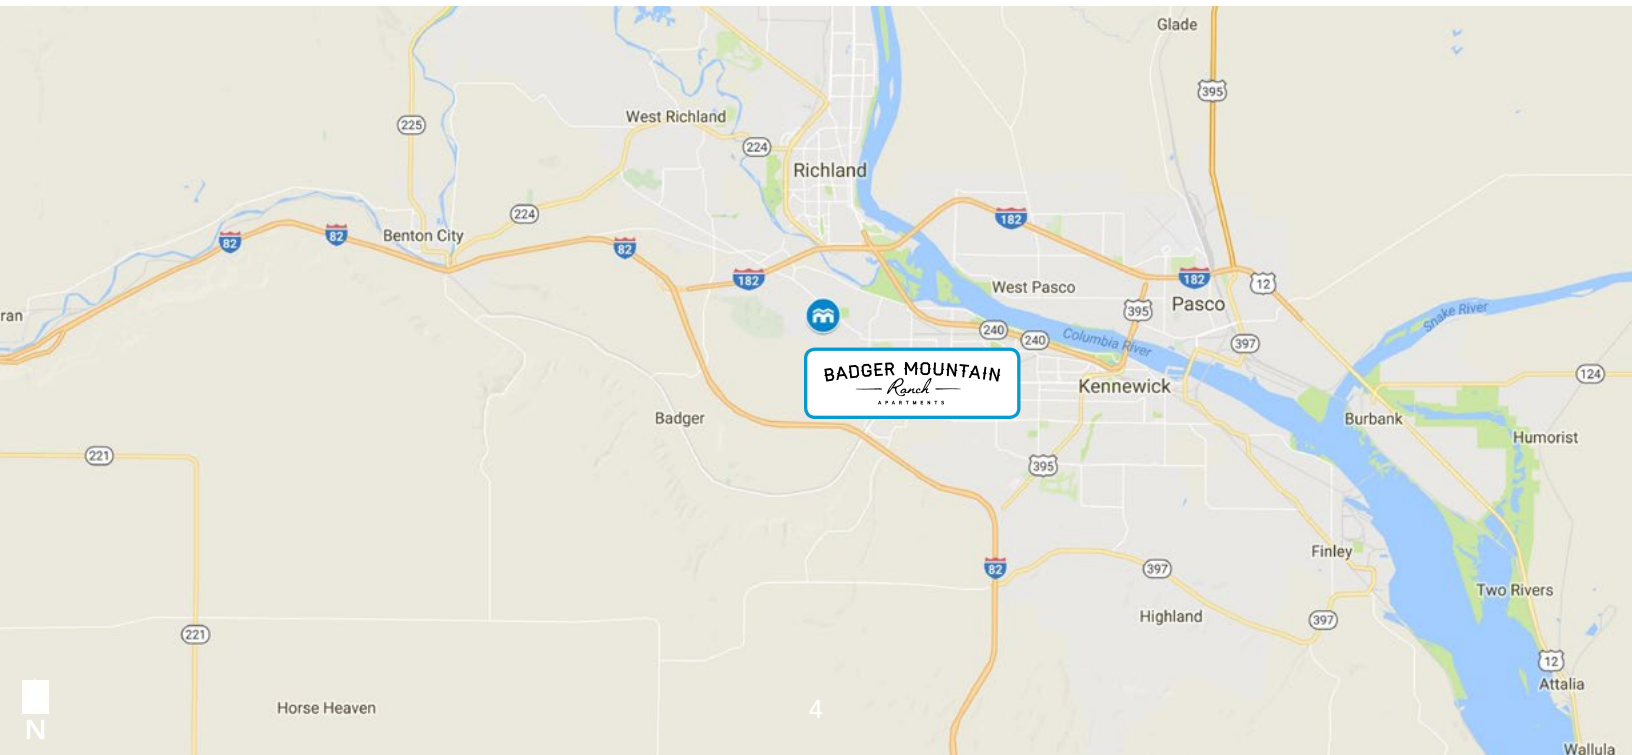 Glade
395
225
West Richland
224
Richland
224
182
82
82
Benton City
82
182
West Pasco
182
12
Pasco
395
ran
Snake River
240
240
Columbia River
397
BADGER MOUNTAIN
Ranch
APARTMENTS
Kennewick
124
Badger
Burbank
Humorist
221
395
Finley
82
397
Two Rivers
Highland
397
221
12
Attalia
Horse Heaven
4
N
Wallula